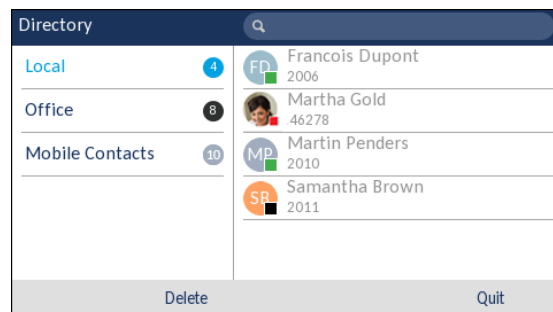 Directory
Local
4
Office
8
Mobile Contacts
10
FD
Francois Dupont
2006
Martha Gold
46278
MP
Martin Penders
2010
SB
Samantha Brown
2011
Delete
Quit